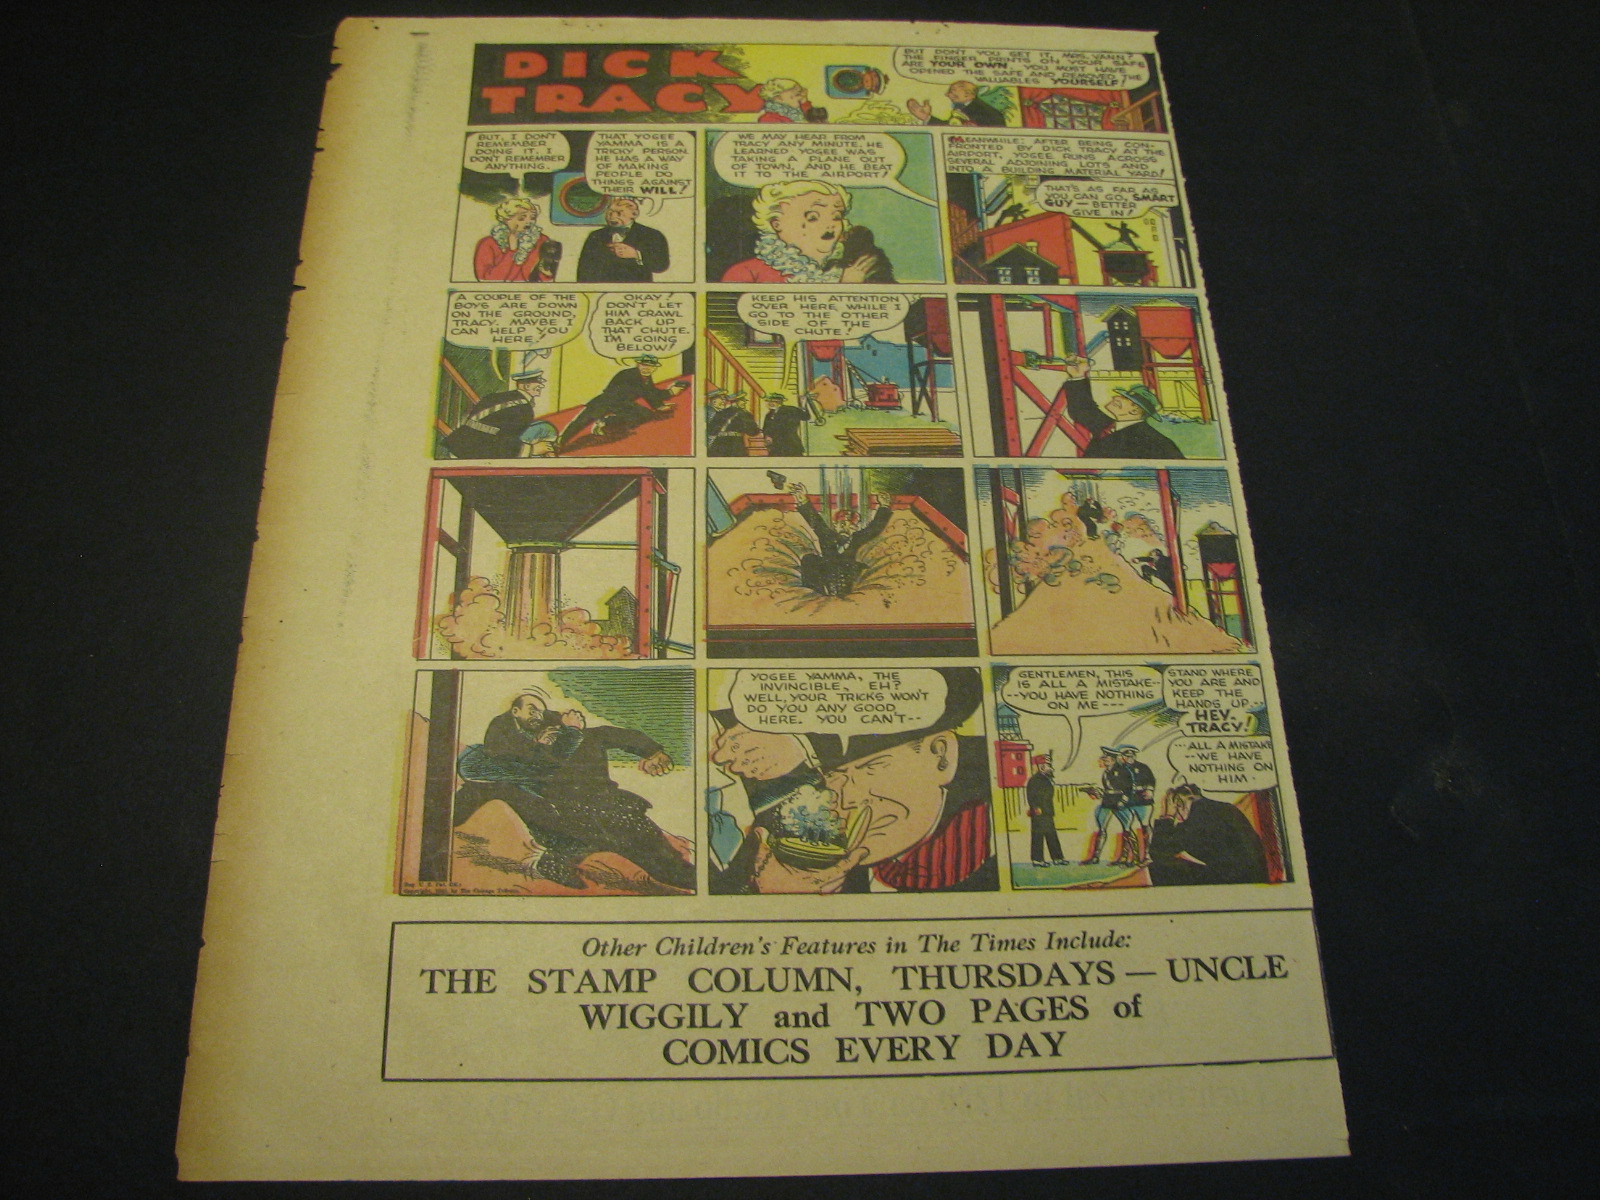 DICK
TRACY
BUT DON'T YOU GET IT, MRS. VANN?
THE FINGER PRINTS ON YOUR SAFE
ARE YOUR OWN. YOU MUST HAVE
OPENED THE SAFE AND REMOVED THE
VALUABLES YOURSELF!
BUT, I DON'T
REMEMBER
DOING IT. I
DON'T REMEMBER
ANYTHING.
THAT YOGEE
YAMMA IS A
TRICKY PERSON.
HE HAS A WAY
OF MAKING
PEOPLE DO
THINGS AGAINST
THEIR WILL!
WE MAY HEAR FROM
TRACY ANY MINUTE. HE
LEARNED YOGEE WAS
TAKING A PLANE OUT
OF TOWN, AND HE BEAT
IT TO THE AIRPORT!
MEANWHILE: AFTER BEING CON-
FRONTED BY DICK TRACY AT THE
AIRPORT, YOGEE RUNS ACROSS
SEVERAL ADJOINING LOTS AND
INTO A BUILDING MATERIAL YARD!
THAT'S AS FAR AS
YOU CAN GO, SMART
GUY — BETTER
GIVE IN!
A COUPLE OF THE
BOYS ARE DOWN
ON THE GROUND,
TRACY. MAYBE I
CAN HELP YOU
HERE!
OKAY!
DON'T LET
HIM CRAWL
BACK UP
THAT CHUTE.
I'M GOING
BELOW!
KEEP HIS ATTENTION
OVER HERE, WHILE I
GO TO THE OTHER
SIDE OF THE
CHUTE!
YOGEE YAMMA, THE
INVINCIBLE, EH?
WELL, YOUR TRICKS WON'T
DO YOU ANY GOOD
HERE. YOU CAN'T--
GENTLEMEN, THIS
IS ALL A MISTAKE--
--YOU HAVE NOTHING
ON ME---
STAND WHERE
YOU ARE AND
KEEP THE
HANDS UP--
HEY-
TRACY!
...ALL A MISTAKE
--WE HAVE
NOTHING ON
HIM.
Other Children's Features in The Times Include:
THE STAMP COLUMN, THURSDAYS — UNCLE
WIGGILY and TWO PAGES of
COMICS EVERY DAY